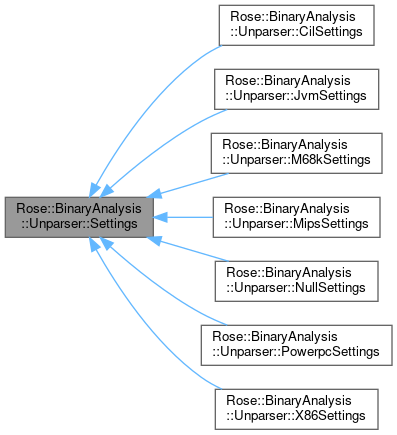 Rose::BinaryAnalysis
::Unparser::CilSettings
Rose::BinaryAnalysis
::Unparser::JvmSettings
Rose::BinaryAnalysis
::Unparser::M68kSettings
Rose::BinaryAnalysis
::Unparser::Settings
Rose::BinaryAnalysis
::Unparser::MipsSettings
Rose::BinaryAnalysis
::Unparser::NullSettings
Rose::BinaryAnalysis
::Unparser::PowerpcSettings
Rose::BinaryAnalysis
::Unparser::X86Settings